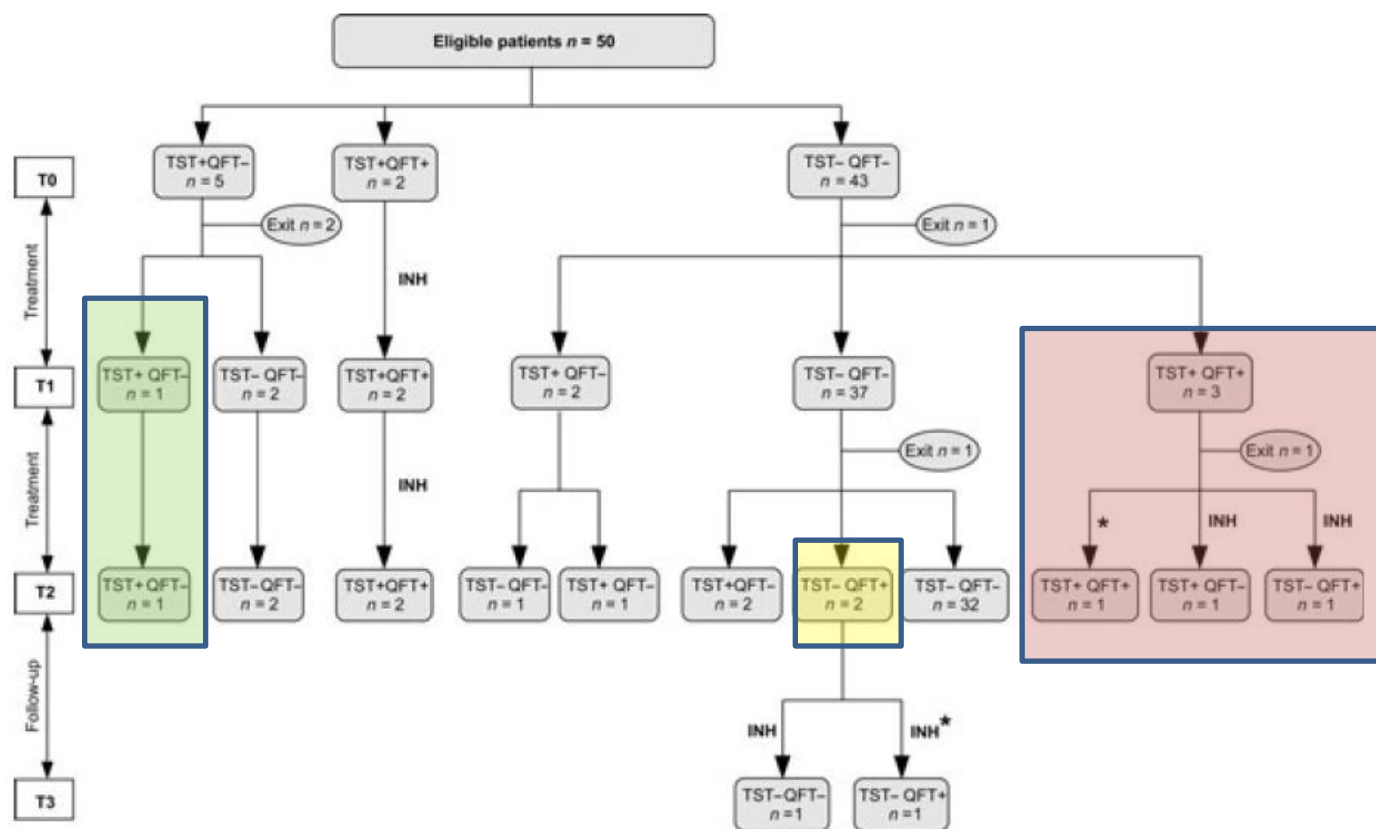 Eligible patients n = 50
T0
TST+QFT–
n = 5
TST+QFT+
n = 2
TST– QFT–
n = 43
Exit n = 2
Exit n = 1
Treatment
INH
T1
TST+ QFT–
n = 1
TST– QFT–
n = 2
TST+QFT+
n = 2
TST+ QFT–
n = 2
TST– QFT–
n = 37
TST+ QFT+
n = 3
Exit n = 1
Exit n = 1
Treatment
INH
*
INH
INH
T2
TST+ QFT–
n = 1
TST– QFT–
n = 2
TST+QFT+
n = 2
TST– QFT–
n = 1
TST+ QFT–
n = 1
TST+QFT–
n = 2
TST– QFT+
n = 2
TST– QFT–
n = 32
TST+ QFT+
n = 1
TST+ QFT–
n = 1
TST– QFT+
n = 1
Follow-up
INH
INH*
T3
TST–QFT–
n =1
TST– QFT+
n =1